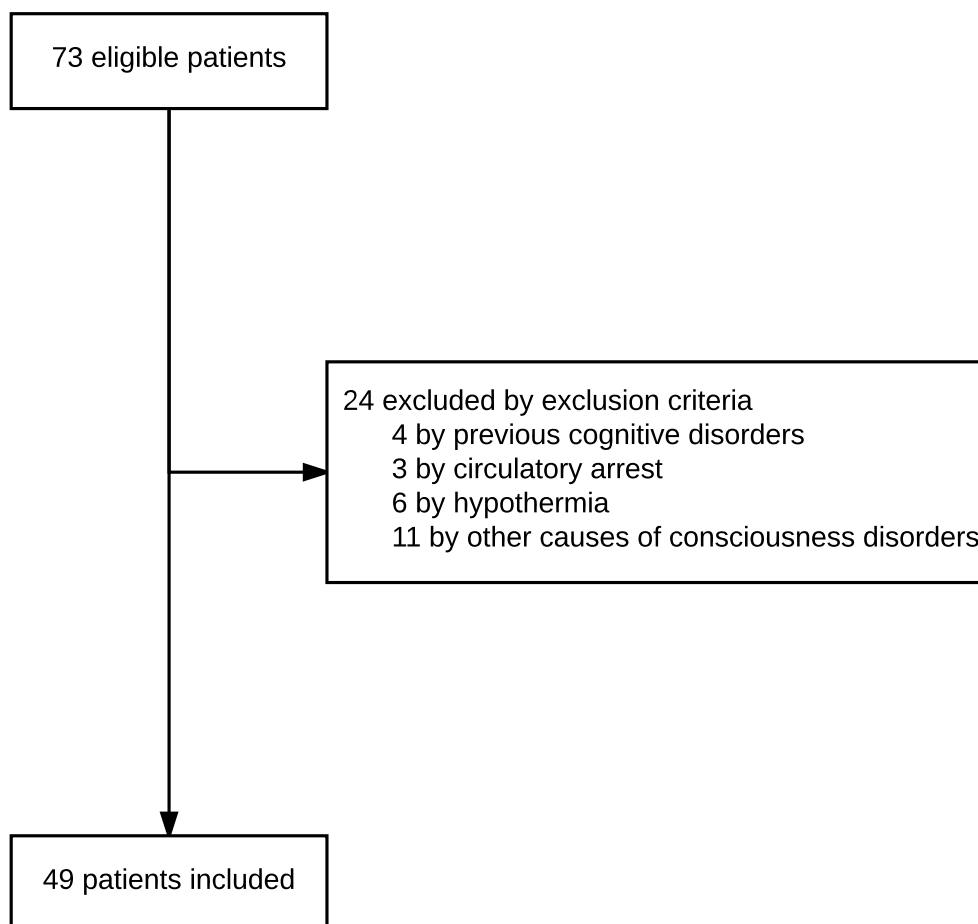 73 eligible patients
24 excluded by exclusion criteria
4 by previous cognitive disorders
3 by circulatory arrest
6 by hypothermia
11 by other causes of consciousness disorders
49 patients included